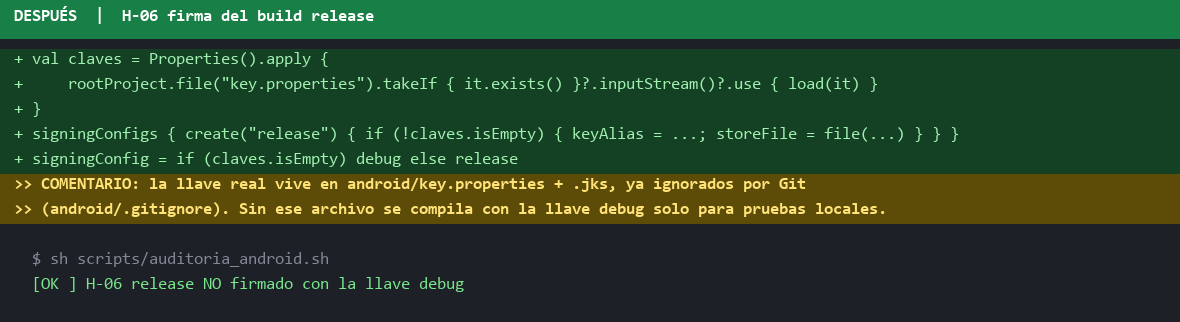 DESPUÉS | H-06 firma del build release
+ val claves = Properties().apply {
+     rootProject.file("key.properties").takeIf { it.exists() }?.inputStream()?.use { load(it) }
+ }
+ signingConfigs { create("release") { if (!claves.isEmpty) { keyAlias = ...; storeFile = file(...) } } }
+ signingConfig = if (claves.isEmpty) debug else release
>> COMENTARIO: la llave real vive en android/key.properties + .jks, ya ignorados por Git
>> (android/.gitignore). Sin ese archivo se compila con la llave debug solo para pruebas locales.
$ sh scripts/auditoria_android.sh
[OK ] H-06 release NO firmado con la llave debug